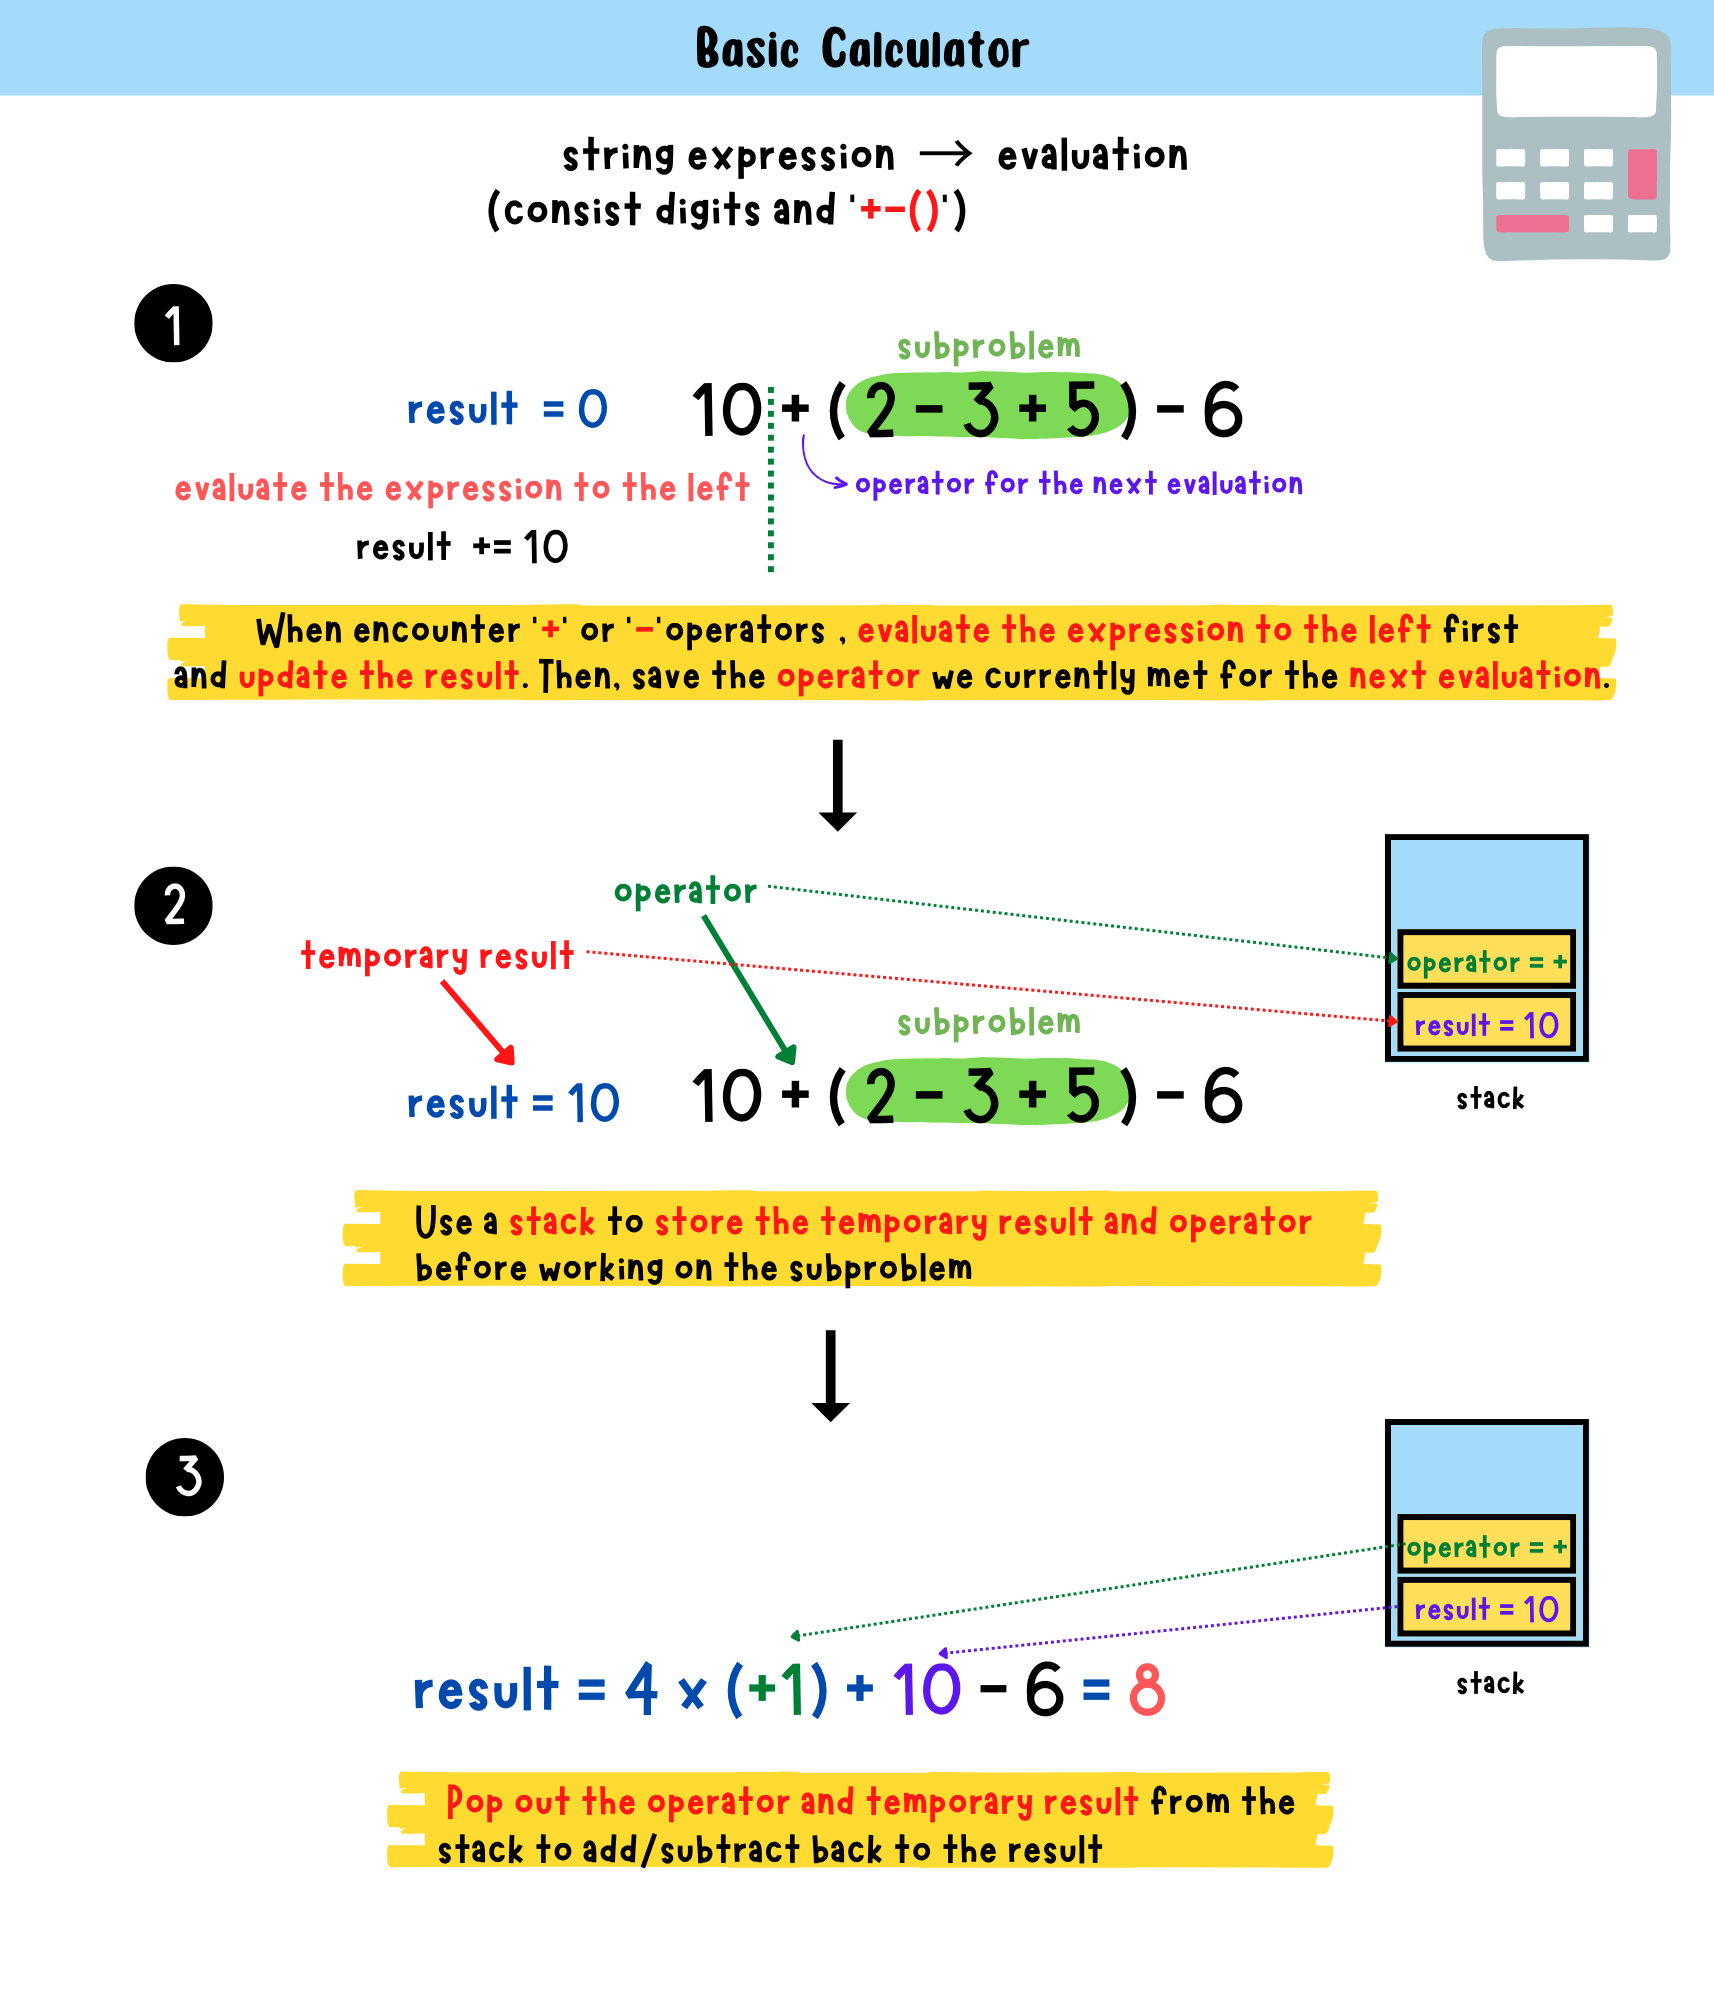 Basic Calculator
string expression → evaluation
(consist digits and '+-()')
1
subproblem
result = 0
10 + ( 2 - 3 + 5 ) - 6
evaluate the expression to the left
operator for the next evaluation
result += 10
When encounter '+' or '-'operators , evaluate the expression to the left first
and update the result. Then, save the operator we currently met for the next evaluation.
2
operator
temporary result
operator = +
result = 10
subproblem
result = 10
10 + ( 2 - 3 + 5 ) - 6
stack
Use a stack to store the temporary result and operator
before working on the subproblem
3
operator = +
result = 10
stack
result = 4 x (+1) + 10 - 6 = 8
Pop out the operator and temporary result from the
stack to add/subtract back to the result